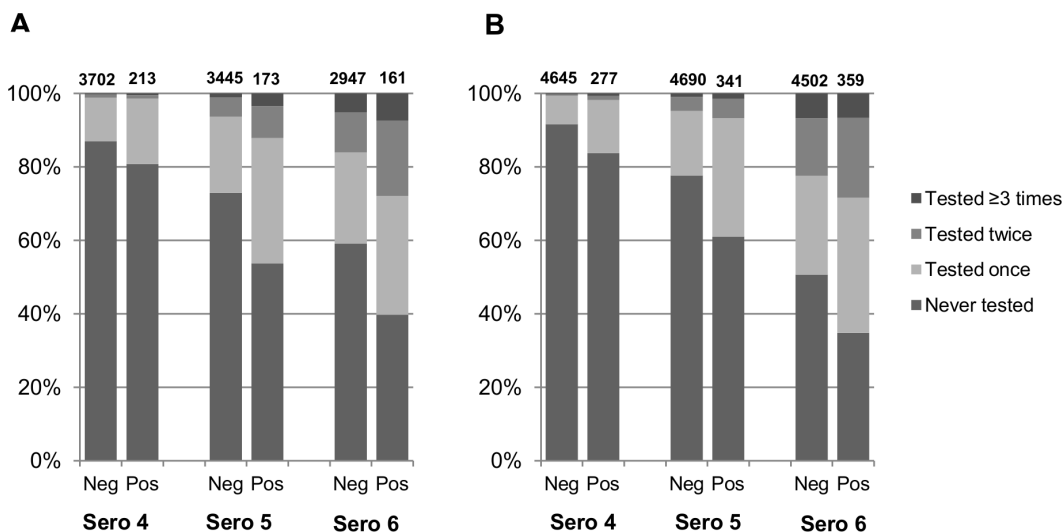 A
B
3702 213 3445 173 2947 161
4645 277 4690 341 4502 359
100%
80%
60%
40%
20%
0%
Neg Pos Neg Pos Neg Pos
Sero 4 Sero 5 Sero 6
100%
80%
60%
40%
20%
0%
Neg Pos Neg Pos Neg Pos
Sero 4 Sero 5 Sero 6
Tested ≥3 times
Tested twice
Tested once
Never tested